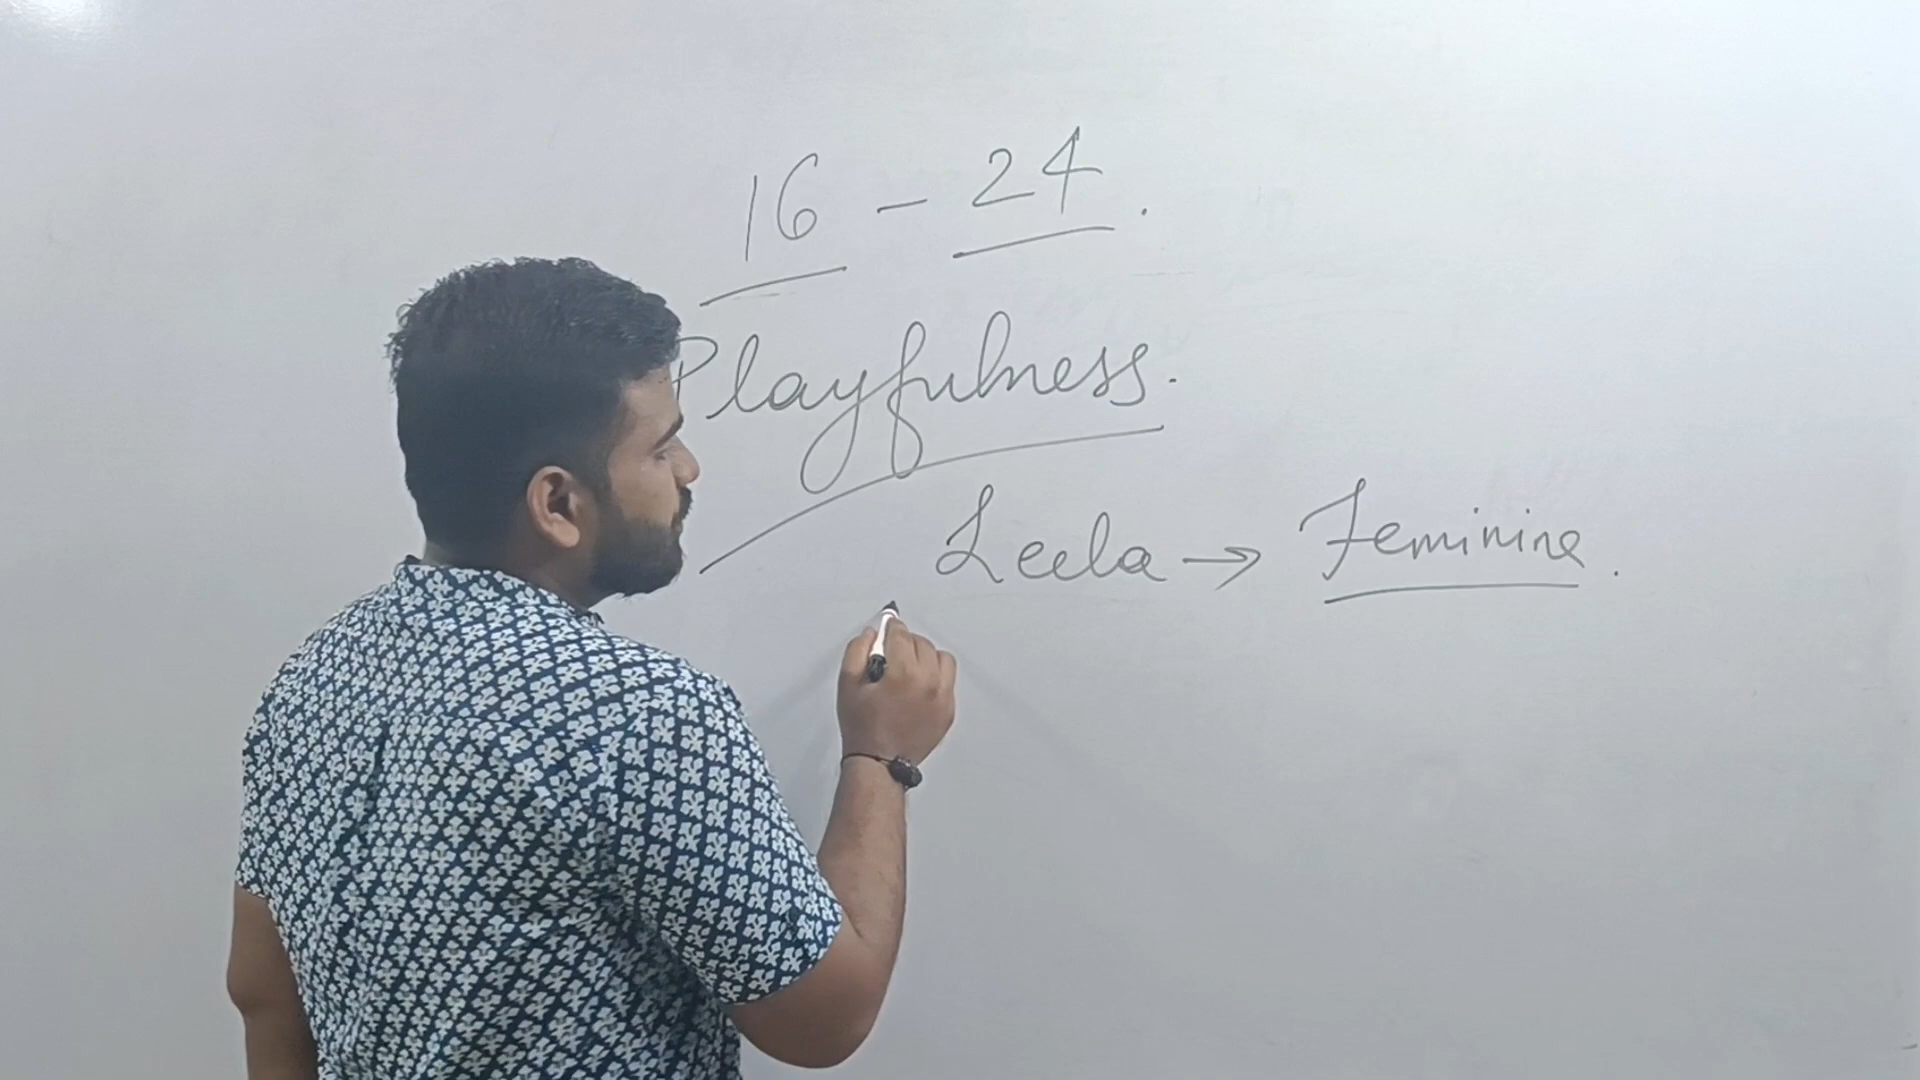 16 - 24.
Playfulness.
Leela → Feminine.